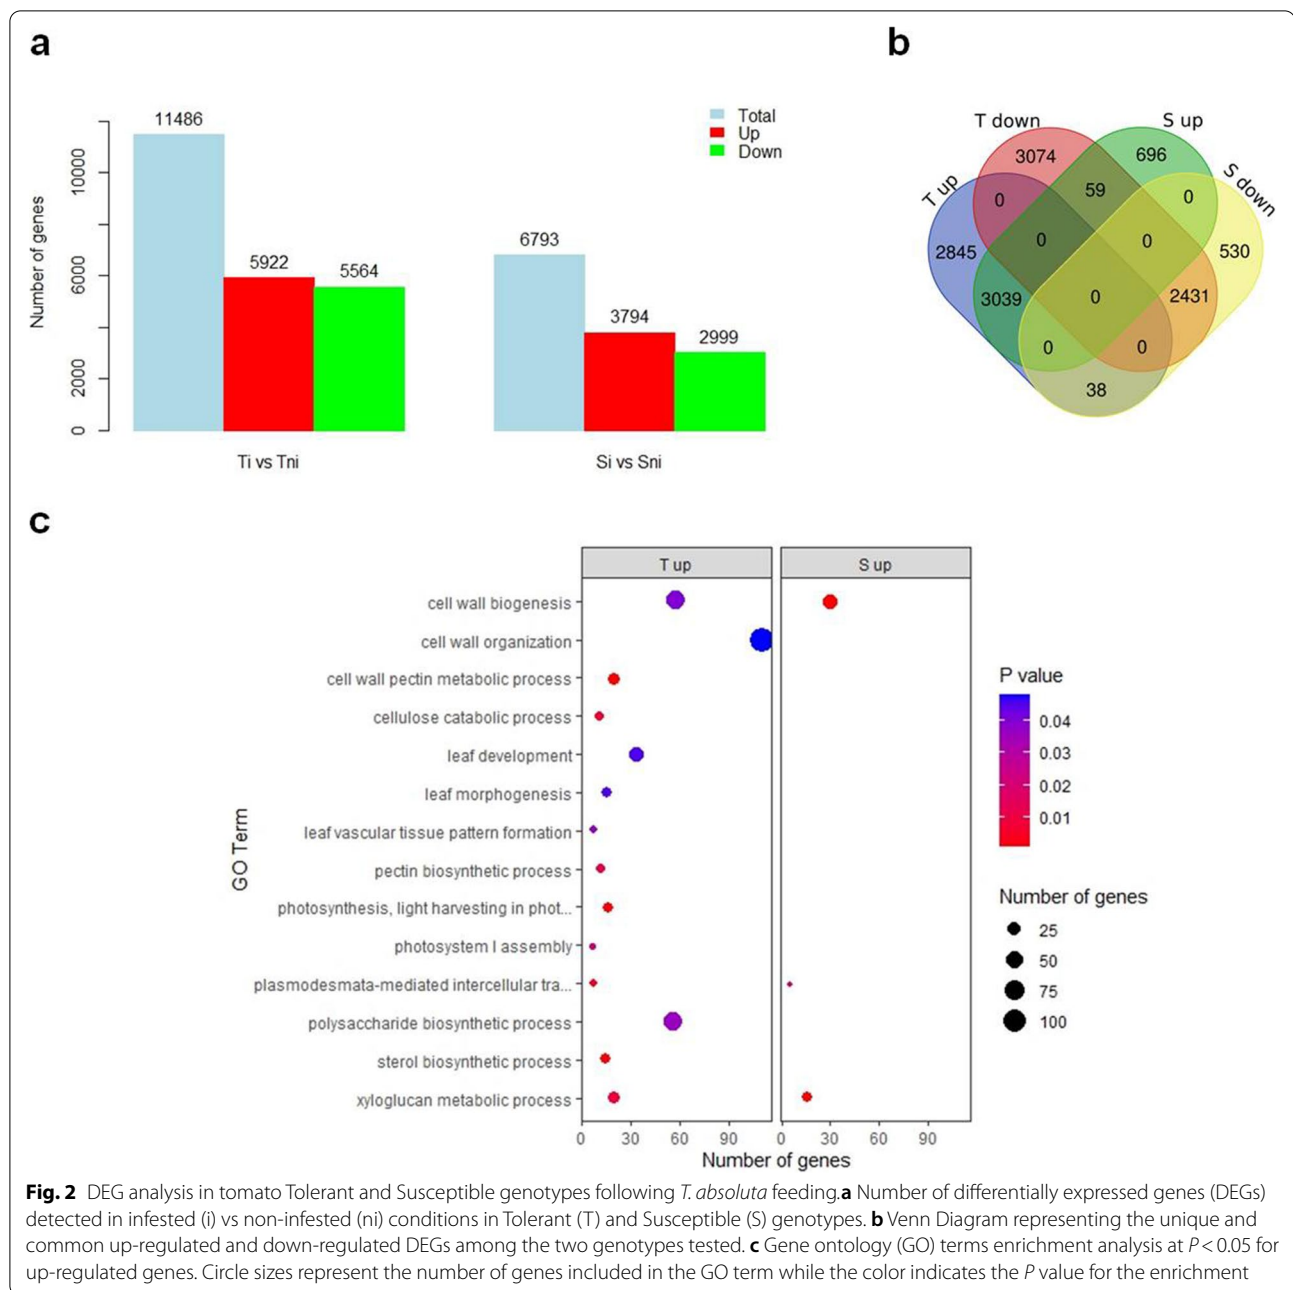 a
b
11486
5922
5564
6793
3794
2999
Total
Up
Down
Number of genes
0
2000
6000
10000
Ti vs Tni
Si vs Sni
T down
S up
T up
S down
3074
696
0
59
0
2845
0
0
530
3039
0
2431
0
0
38
c
T up
S up
GO Term
cell wall biogenesis
cell wall organization
cell wall pectin metabolic process
cellulose catabolic process
leaf development
leaf morphogenesis
leaf vascular tissue pattern formation
pectin biosynthetic process
photosynthesis, light harvesting in phot...
photosystem I assembly
plasmodesmata-mediated intercellular tra...
polysaccharide biosynthetic process
sterol biosynthetic process
xyloglucan metabolic process
0 30 60 90 0 30 60 90
Number of genes
P value
0.04
0.03
0.02
0.01
Number of genes
25
50
75
100
Fig. 2 DEG analysis in tomato Tolerant and Susceptible genotypes following T. absoluta feeding.a Number of differentially expressed genes (DEGs)
detected in infested (i) vs non-infested (ni) conditions in Tolerant (T) and Susceptible (S) genotypes. b Venn Diagram representing the unique and
common up-regulated and down-regulated DEGs among the two genotypes tested. c Gene ontology (GO) terms enrichment analysis at P < 0.05 for
up-regulated genes. Circle sizes represent the number of genes included in the GO term while the color indicates the P value for the enrichment